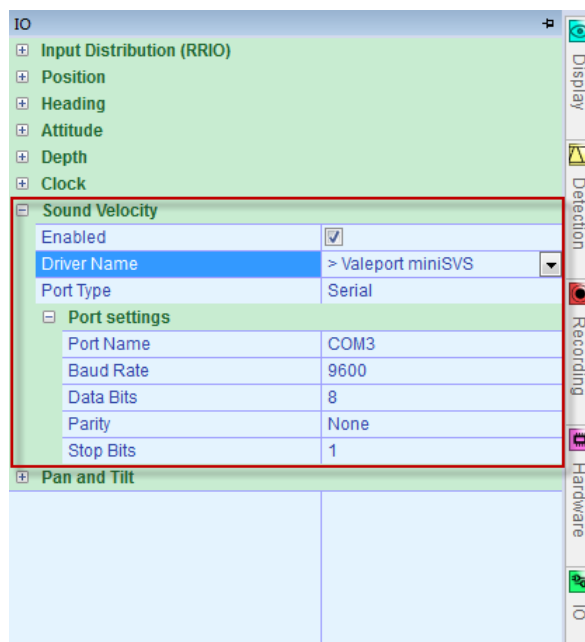 IO
Input Distribution (RRIO)
Position
Heading
Attitude
Depth
Clock
Sound Velocity
Enabled
Driver Name > Valeport miniSVS
Port Type Serial
Port settings
Port Name COM3
Baud Rate 9600
Data Bits 8
Parity None
Stop Bits 1
Pan and Tilt
Display
Detection
Recording
Hardware
IO